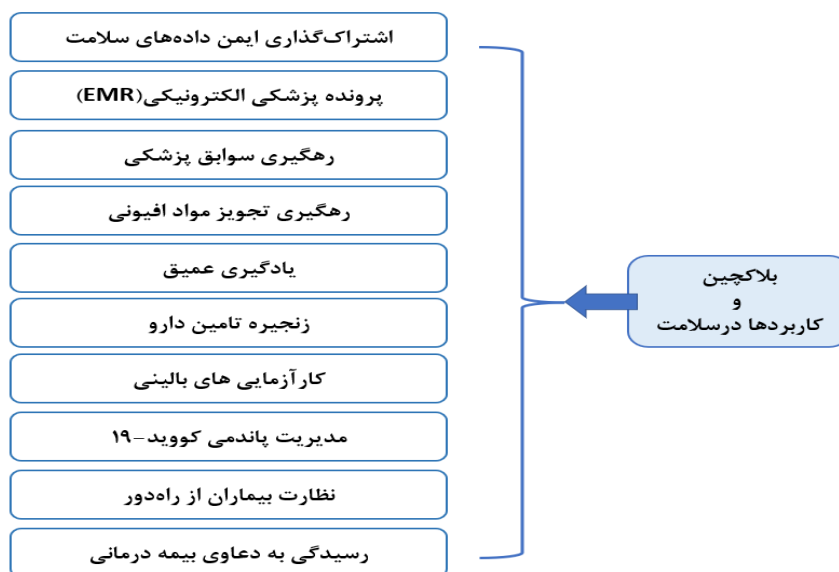 بلاکچین
و
کاربردها درسلامت
اشتراک‌گذاری ایمن داده‌های سلامت
پرونده پزشکی الکترونیکی(EMR)
رهگیری سوابق پزشکی
رهگیری تجویز مواد افیونی
یادگیری عمیق
زنجیره تامین دارو
کارآزمایی های بالینی
مدیریت پاندمی کووید-۱۹
نظارت بیماران از راه‌دور
رسیدگی به دعاوی بیمه درمانی